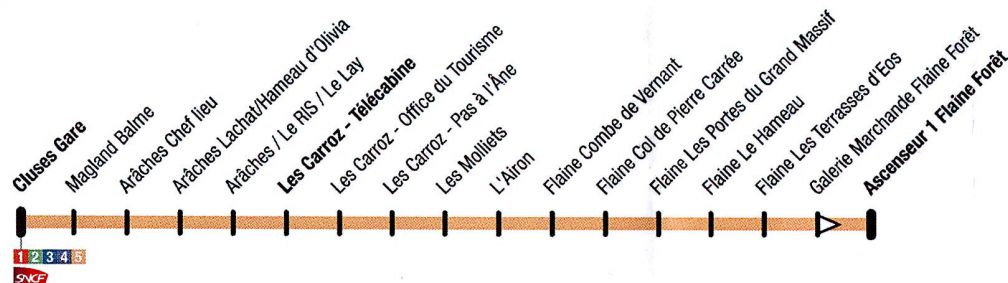 Cluses Gare
Magland Balme
Arâches Chef lieu
Arâches Lachat/Hameau d'Olivia
Arâches / Le RIS / Le Lay
Les Carroz - Télécabine
Les Carroz - Office du Tourisme
Les Carroz - Pas à l'Âne
Les Molliets
L'Airon
Flaine Combe de Vernant
Flaine Col de Pierre Carrée
Flaine Les Portes du Grand Massif
Flaine Le Hameau
Flaine Les Terrasses d'Eos
Galerie Marchande Flaine Forêt
Ascenseur 1 Flaine Forêt
1 2 3 4 5
SNCF